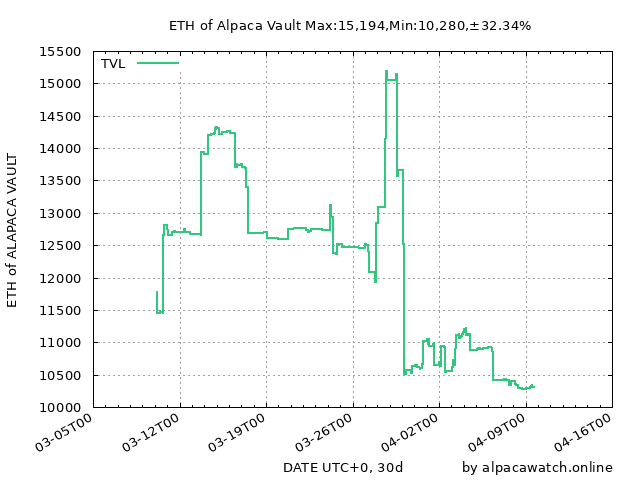 ETH of Alpaca Vault Max:15,194,Min:10,280,±32.34%
TVL
ETH of ALAPACA VAULT
15500
15000
14500
14000
13500
13000
12500
12000
11500
11000
10500
10000
03-05T00
03-12T00
03-19T00
03-26T00
04-02T00
04-09T00
04-16T00
DATE UTC+0, 30d
by alpacawatch.online